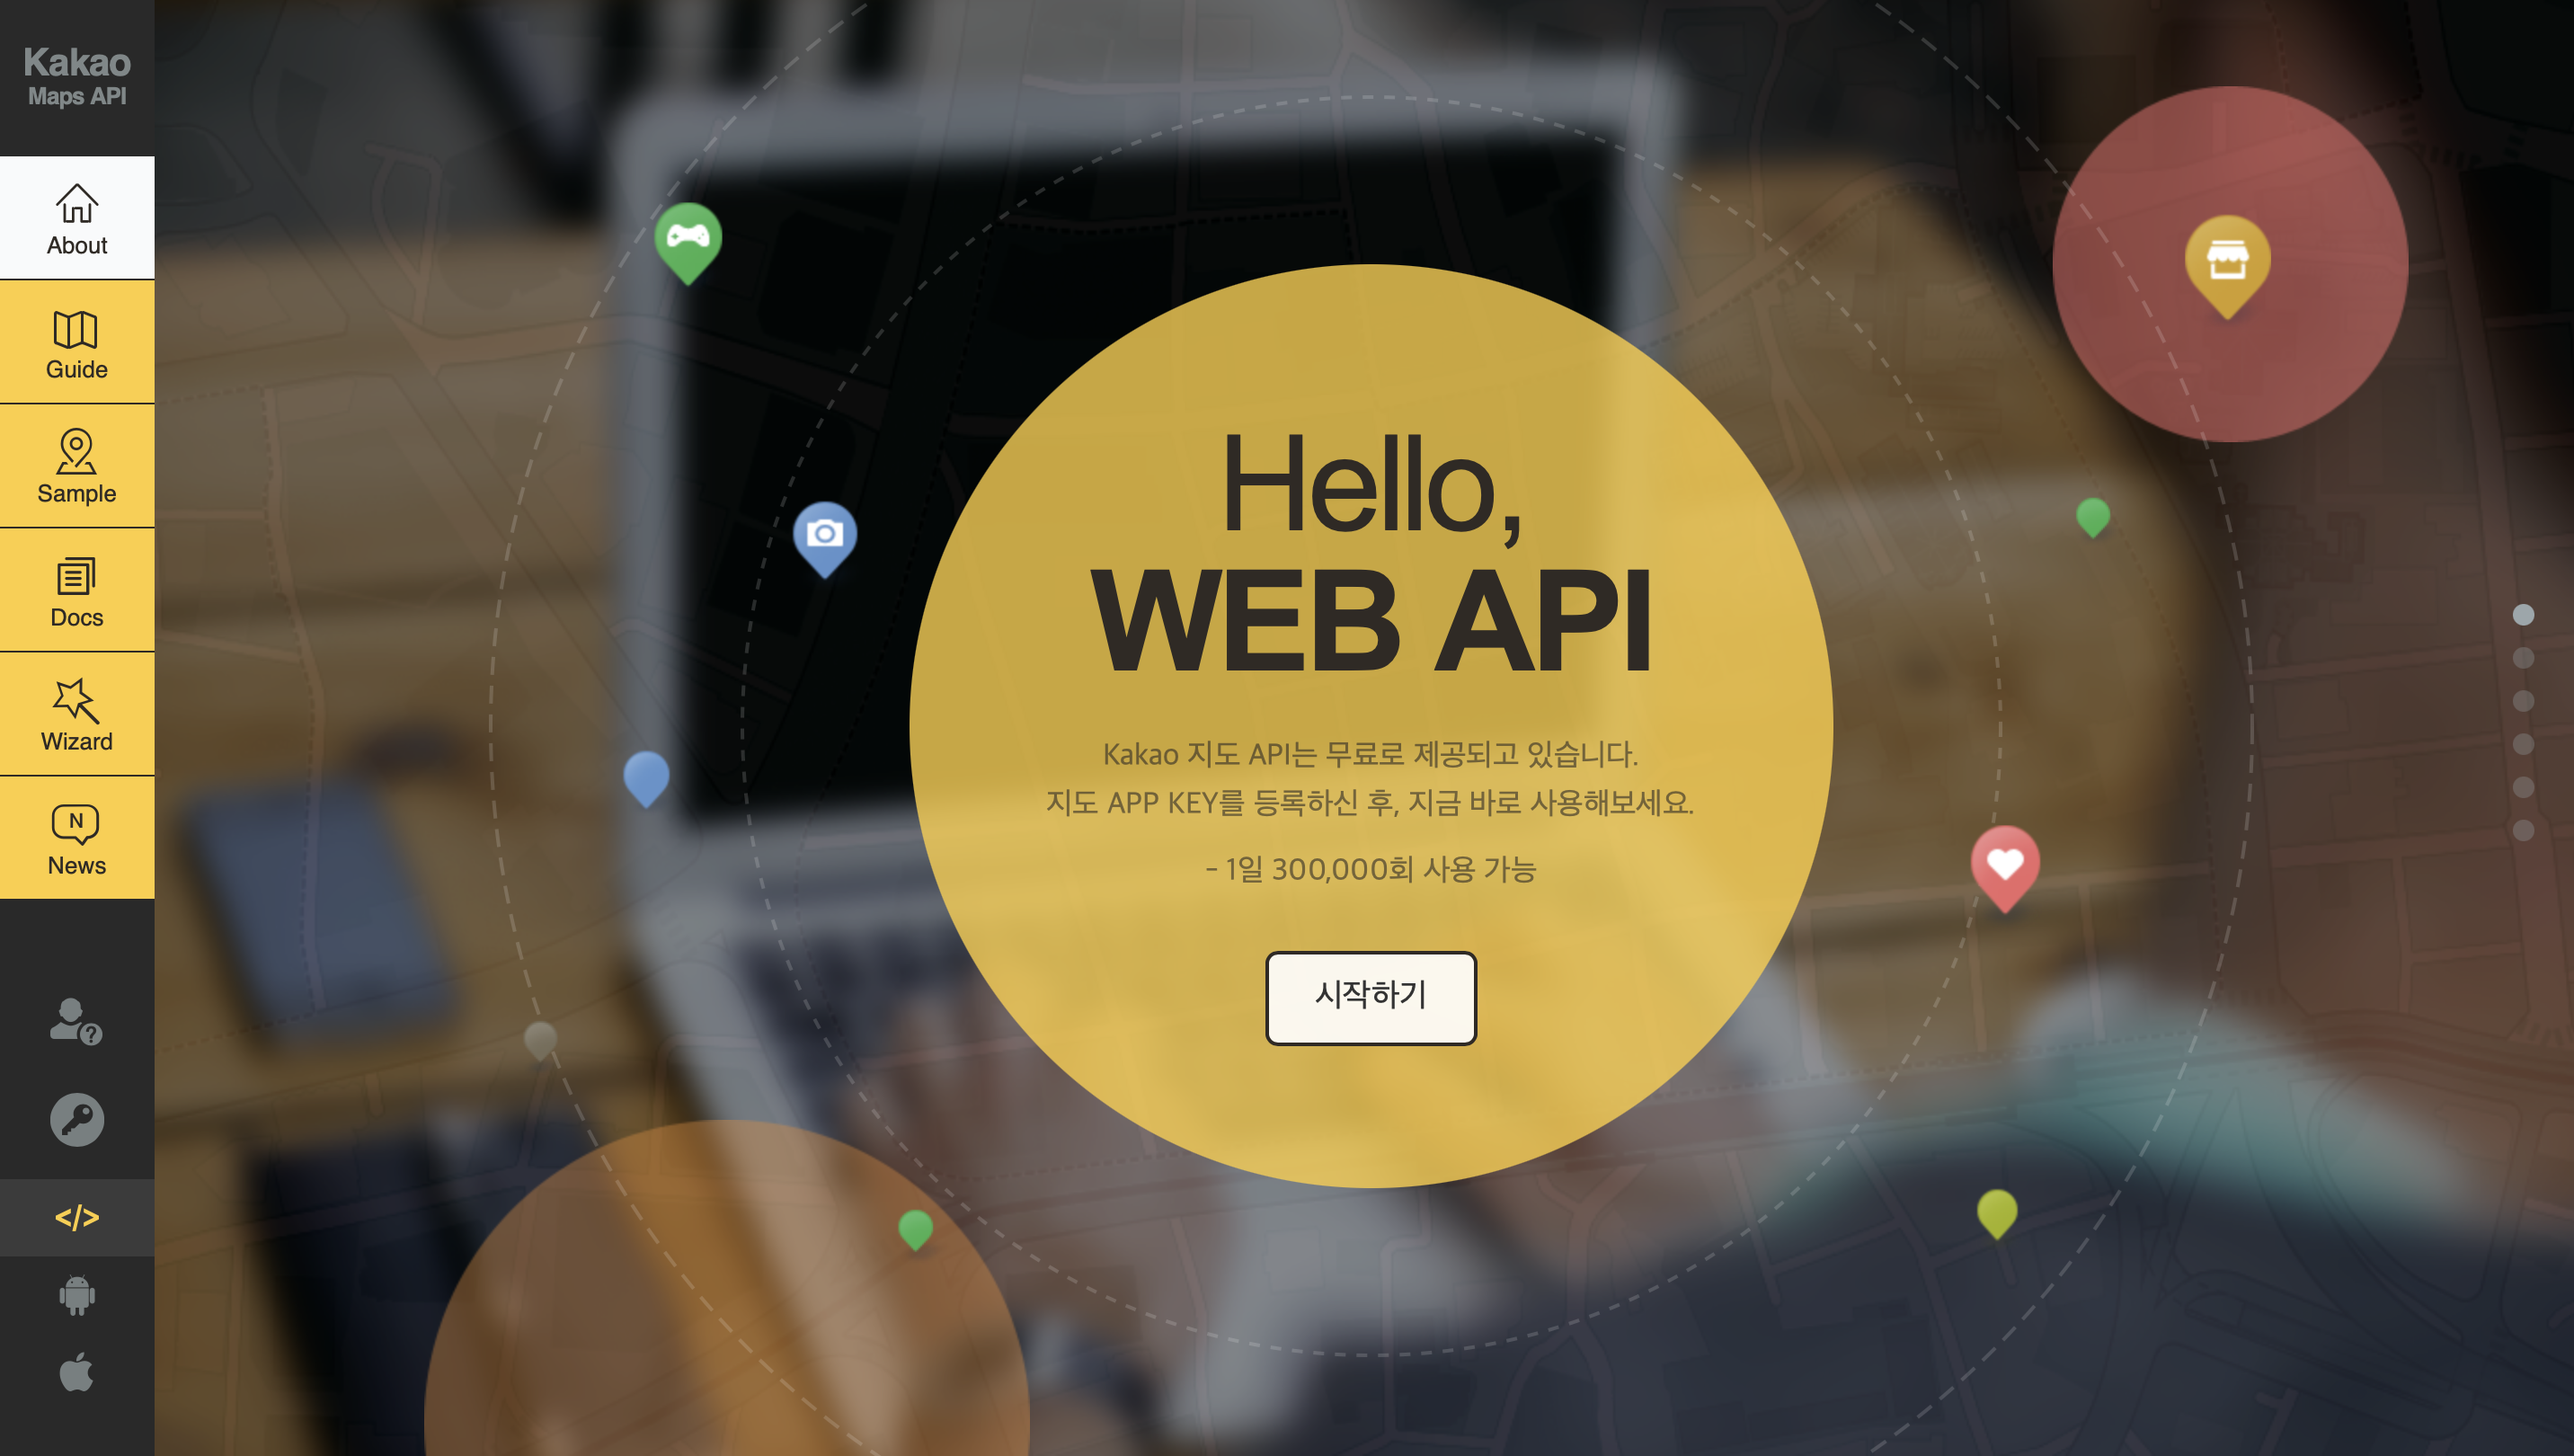 Kakao
Maps API
About
Guide
Sample
Docs
Wizard
N
News
?
</>
Hello,
WEB API
Kakao 지도 API는 무료로 제공되고 있습니다.
지도 APP KEY를 등록하신 후, 지금 바로 사용해보세요.
- 1일 300,000회 사용 가능
시작하기